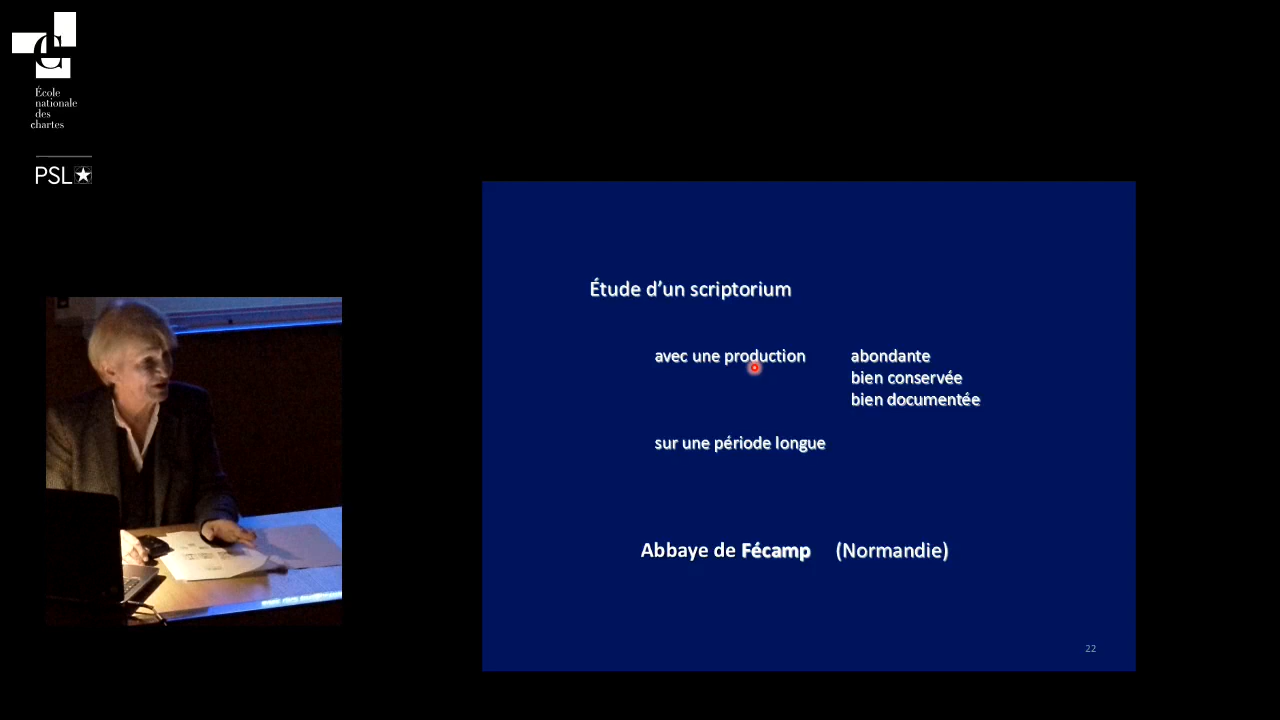 École
nationale
des
chartes
PSL
Étude d’un scriptorium
avec une production abondante
bien conservée
bien documentée
sur une période longue
Abbaye de Fécamp (Normandie)
22